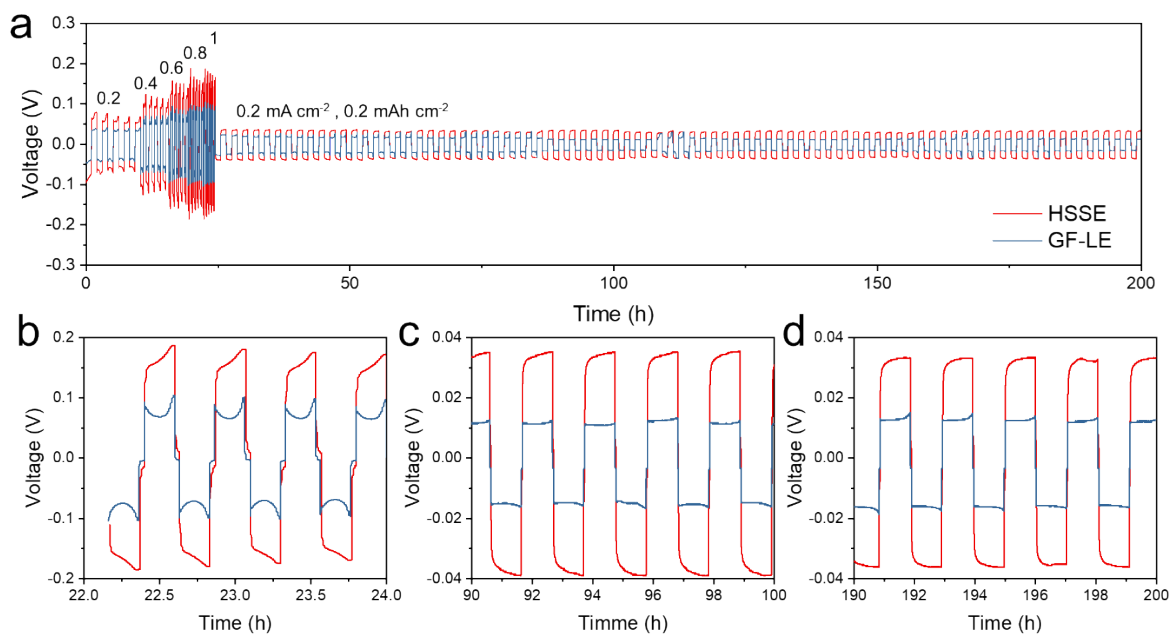 a
0.3
0.2
0.1
0.0
-0.1
-0.2
-0.3
Voltage (V)
0.2
0.4
0.6
0.8
1
0.2 mA cm⁻² , 0.2 mAh cm⁻²
HSSE
GF-LE
0 50 100 150 200
Time (h)
b
0.2
0.1
0.0
-0.1
-0.2
Voltage (V)
22.0 22.5 23.0 23.5 24.0
Time (h)
c
0.04
0.02
0.00
-0.02
-0.04
Voltage (V)
90 92 94 96 98 100
Timme (h)
d
0.04
0.02
0.00
-0.02
-0.04
Voltage (V)
190 192 194 196 198 200
Time (h)